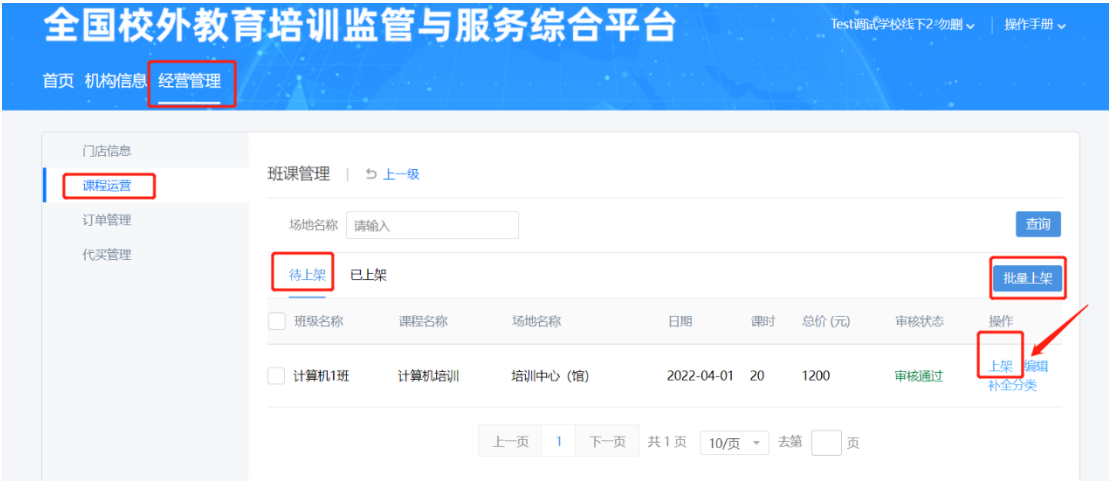 全国校外教育培训监管与服务综合平台
Test调试学校线下2-勿删 | 操作手册
首页 机构信息 经营管理
门店信息
课程运营
订单管理
代买管理
班课管理 | 上一级
场地名称 请输入 查询
待上架 已上架 批量上架
班级名称 课程名称 场地名称 日期 课时 总价 (元) 审核状态 操作
计算机1班 计算机培训 培训中心（馆） 2022-04-01 20 1200 审核通过 上架 编辑
补全分类
上一页 1 下一页 共 1 页 10/页 去第 页